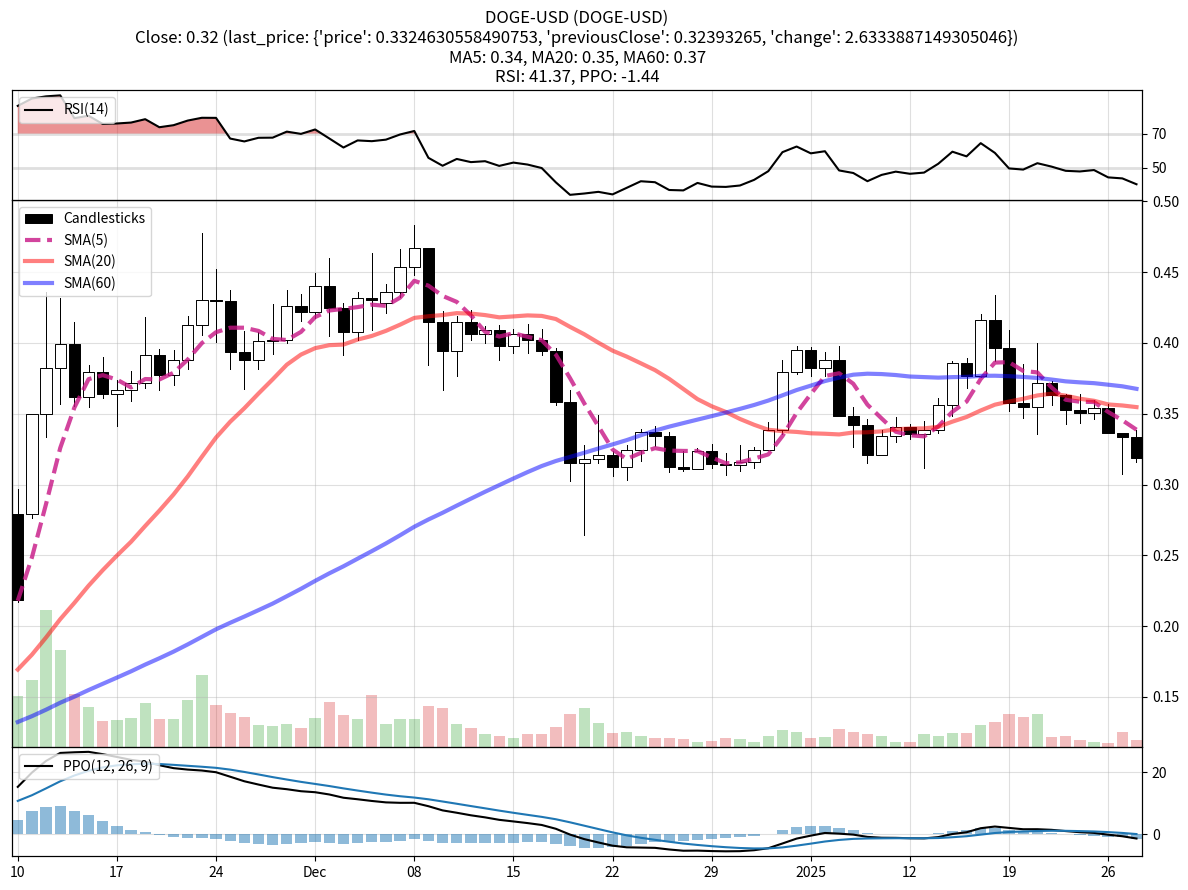 DOGE-USD (DOGE-USD)
Close: 0.32 (last_price: {'price': 0.3324630558490753, 'previousClose': 0.32393265, 'change': 2.6333887149305046})
MA5: 0.34, MA20: 0.35, MA60: 0.37
RSI: 41.37, PPO: -1.44
RSI(14)
70
50
0.50
Candlesticks
SMA(5)
SMA(20)
SMA(60)
0.45
0.40
0.35
0.30
0.25
0.20
0.15
PPO(12, 26, 9)
20
0
10 17 24 Dec 08 15 22 29 2025 12 19 26